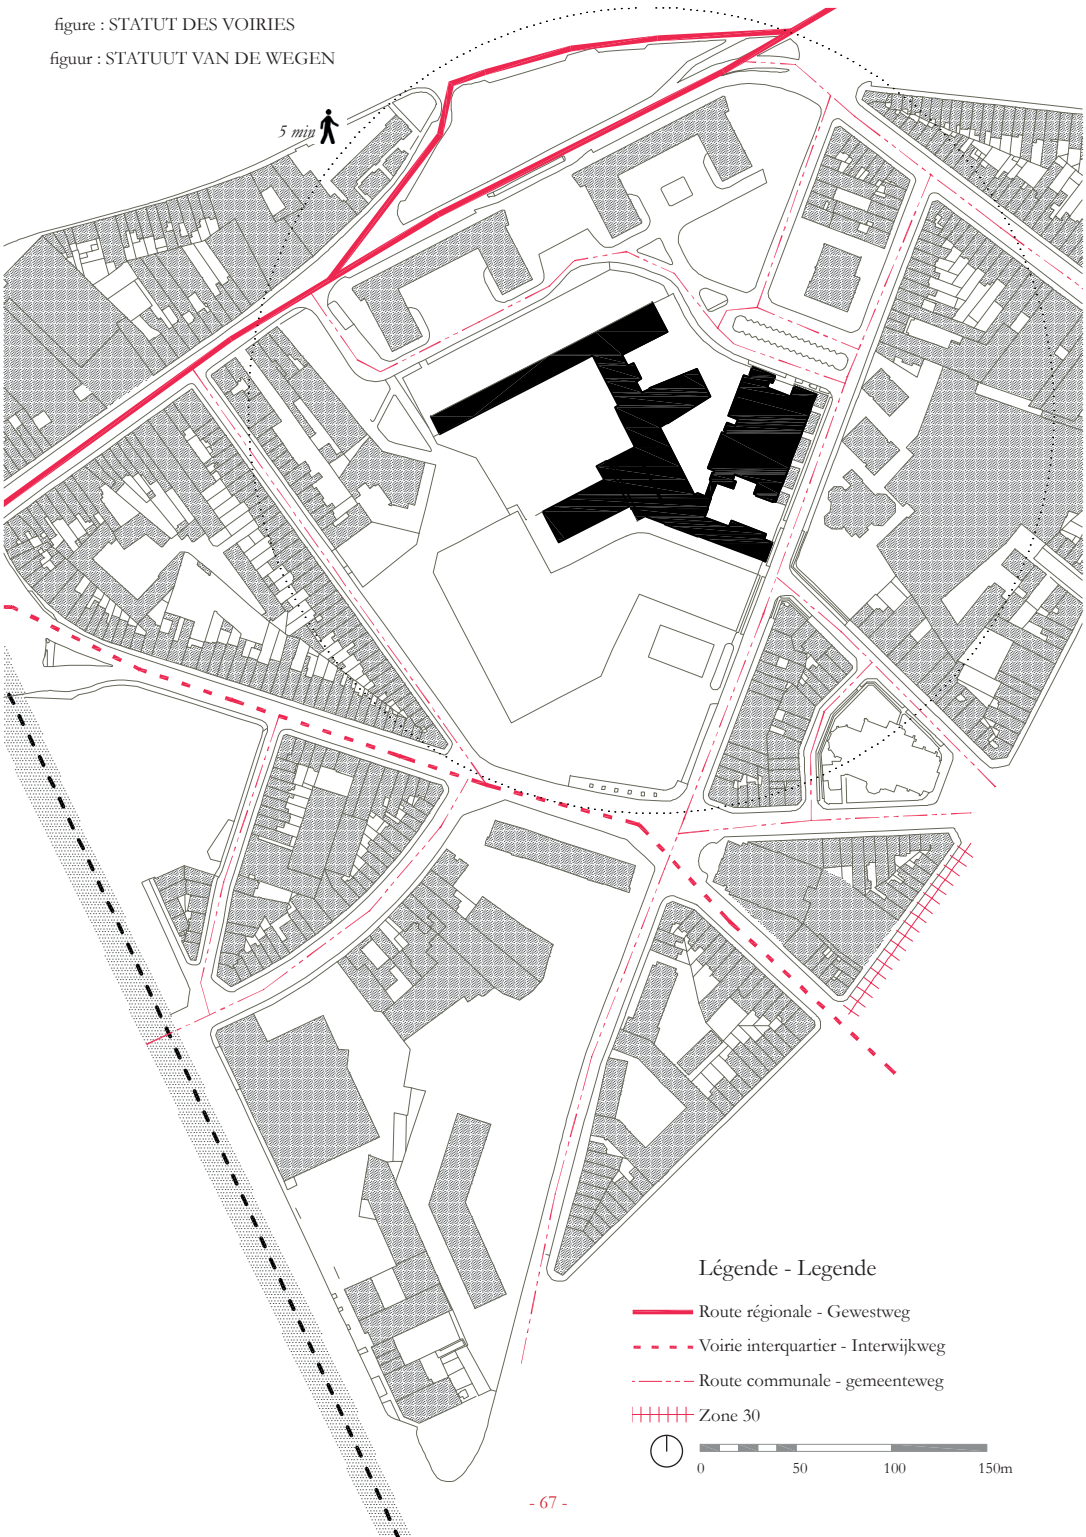 figure : STATUT DES VOIRIES
figuur : STATUUT VAN DE WEGEN
5 min
Légende - Legende
Route régionale - Gewestweg
Voirie interquartier - Interwijkweg
Route communale - gemeenteweg
Zone 30
0 50 100 150m
- 67 -